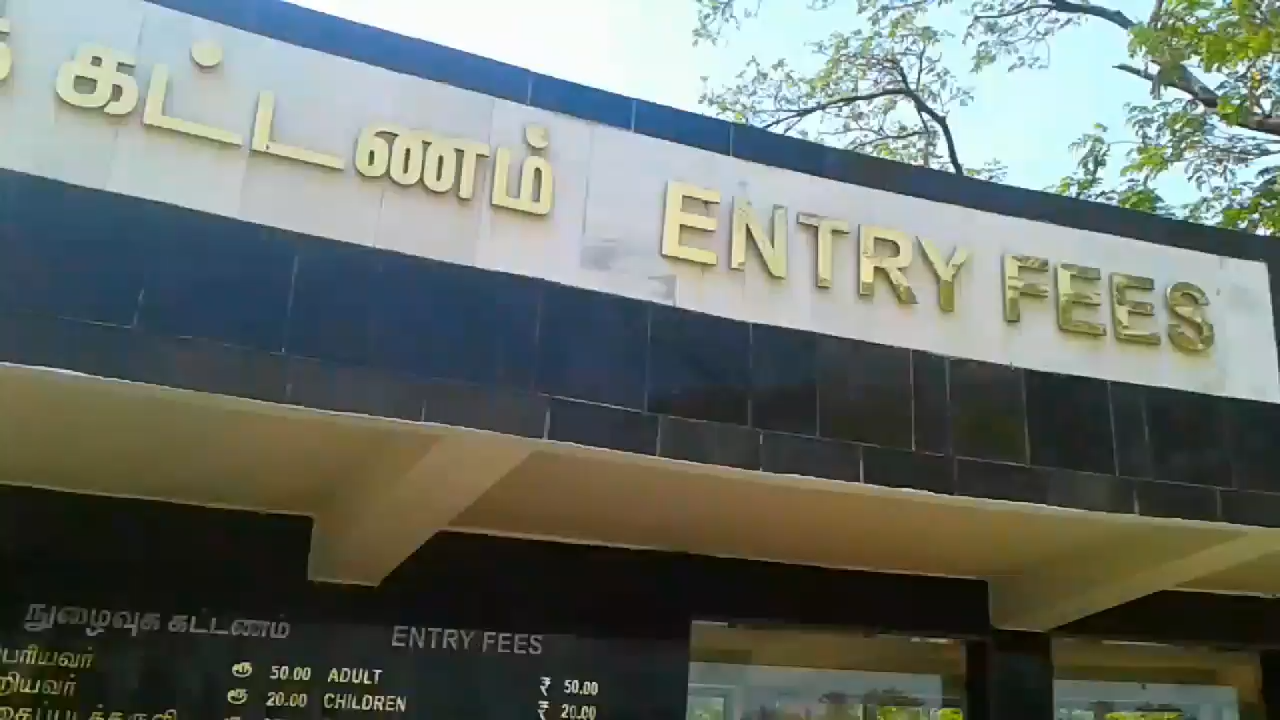 கட்டணம் ENTRY FEES
நுழைவுக கட்டணம் ENTRY FEES
ரூ 50.00 ADULT ₹ 50.00
ரூ 20.00 CHILDREN ₹ 20.00